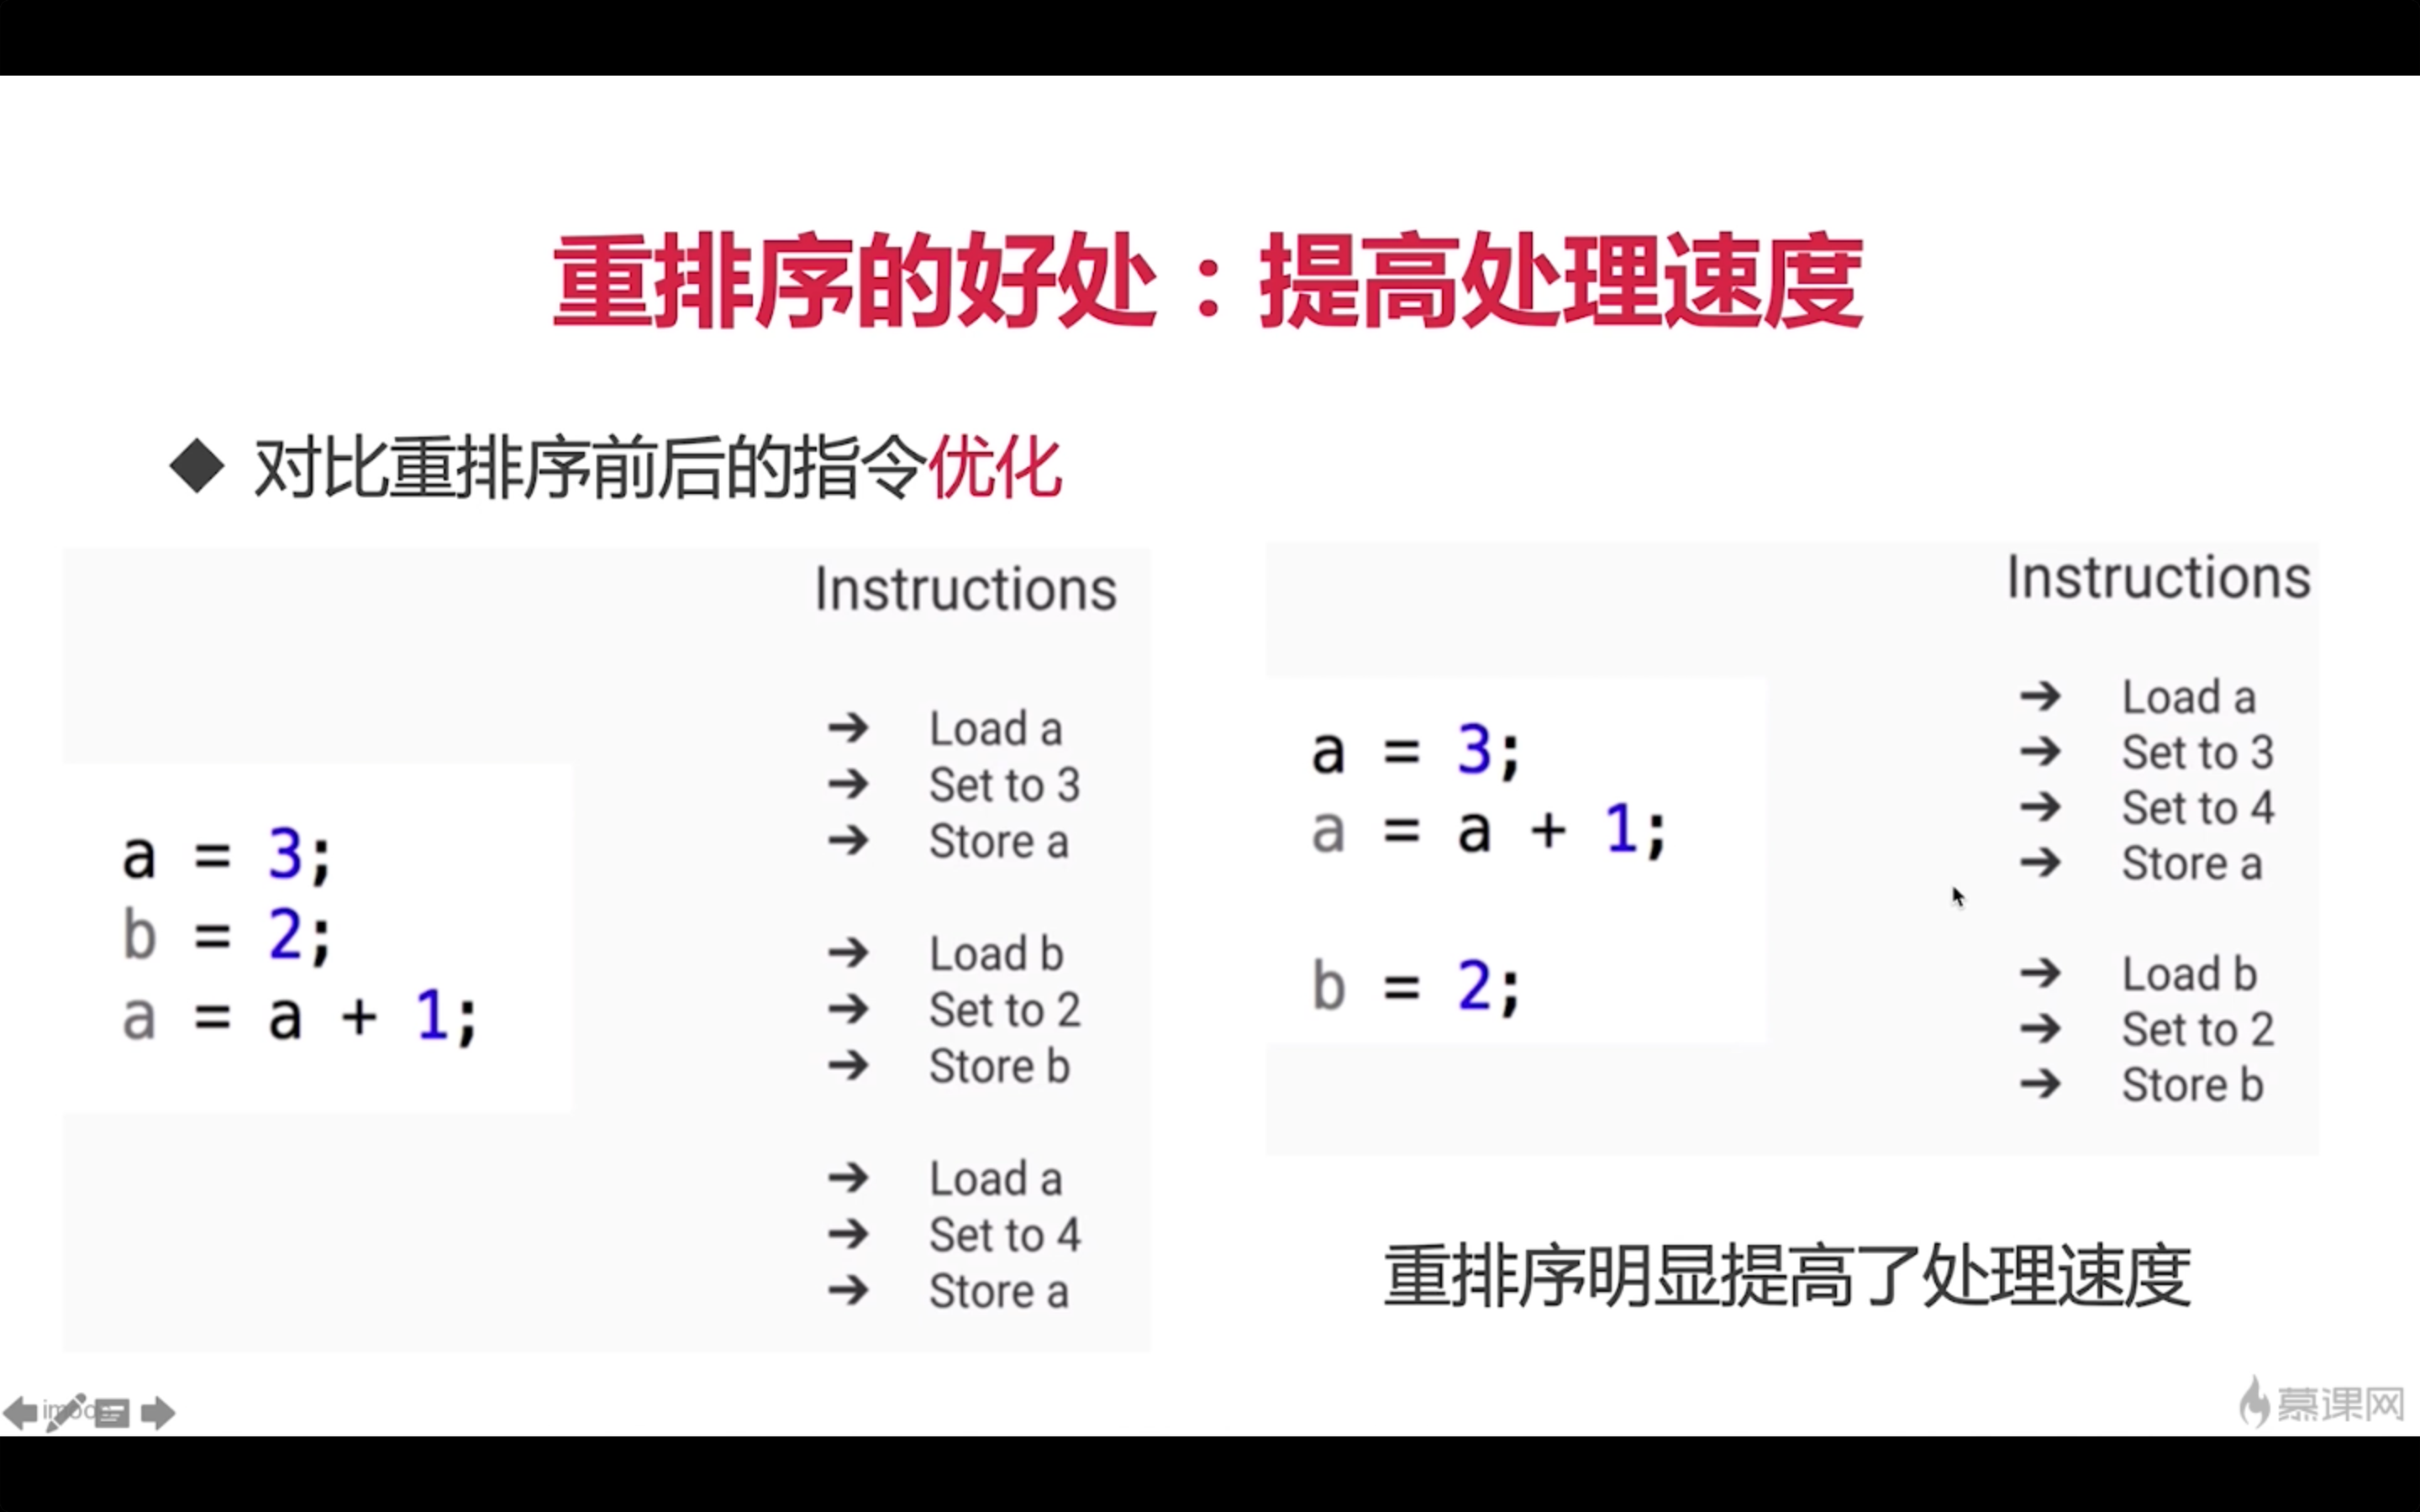 重排序的好处：提高处理速度
◆ 对比重排序前后的指令优化
Instructions
a = 3;
b = 2;
a = a + 1;
➔ Load a
➔ Set to 3
➔ Store a
➔ Load b
➔ Set to 2
➔ Store b
➔ Load a
➔ Set to 4
➔ Store a
Instructions
a = 3;
a = a + 1;
b = 2;
➔ Load a
➔ Set to 3
➔ Set to 4
➔ Store a
➔ Load b
➔ Set to 2
➔ Store b
重排序明显提高了处理速度
慕课网